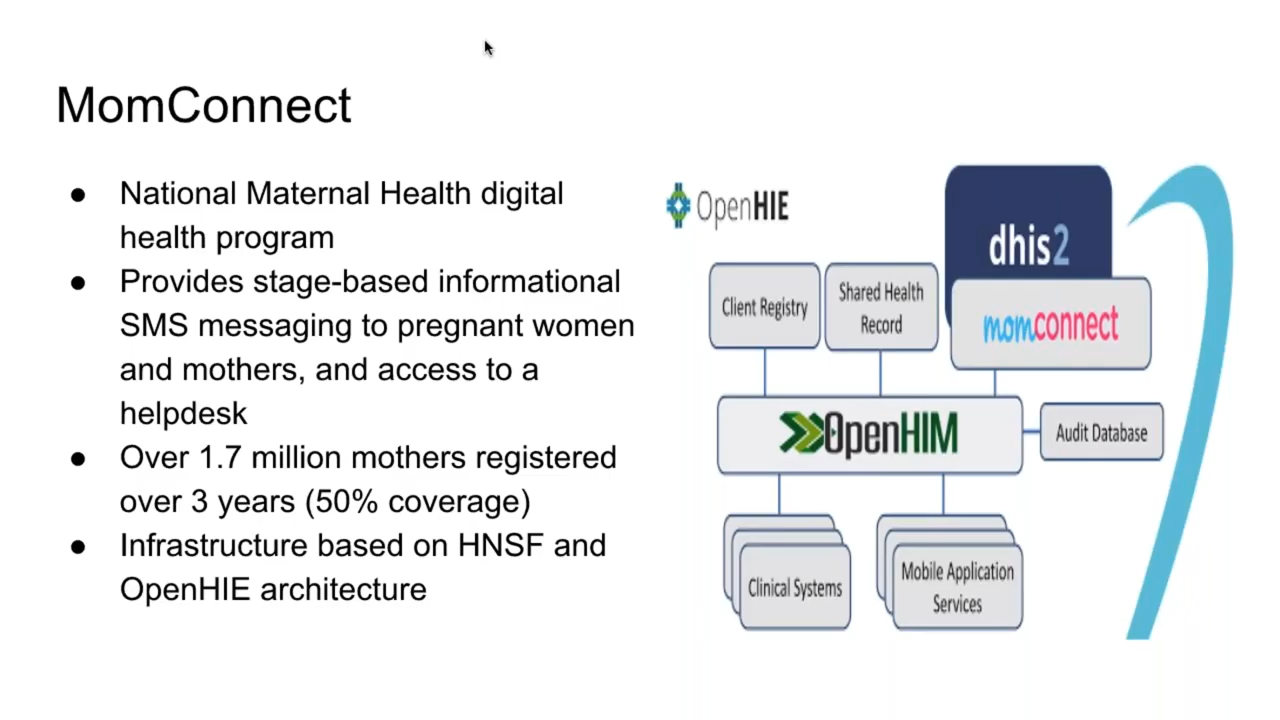 MomConnect
● National Maternal Health digital
health program
● Provides stage-based informational
SMS messaging to pregnant women
and mothers, and access to a
helpdesk
● Over 1.7 million mothers registered
over 3 years (50% coverage)
● Infrastructure based on HNSF and
OpenHIE architecture
OpenHIE
dhis2
Client Registry
Shared Health
Record
momconnect
OpenHIM
Audit Database
Clinical Systems
Mobile Application
Services